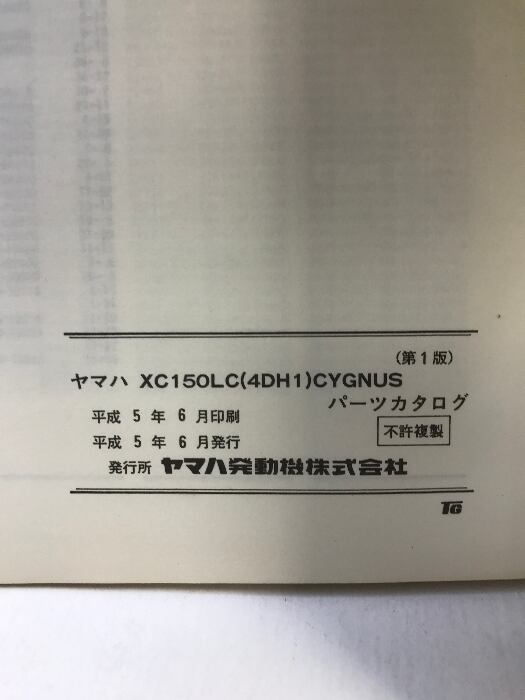 (第1版)
ヤマハ XC150LC(4DH1)CYGNUS
パーツカタログ
平成 5 年 6 月印刷
平成 5 年 6 月発行
不許複製
発行所 ヤマハ発動機株式会社
TG